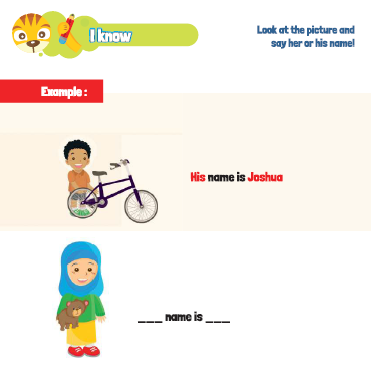 I know
Look at the picture and
say her or his name!
Example :
His name is Joshua
___ name is ___